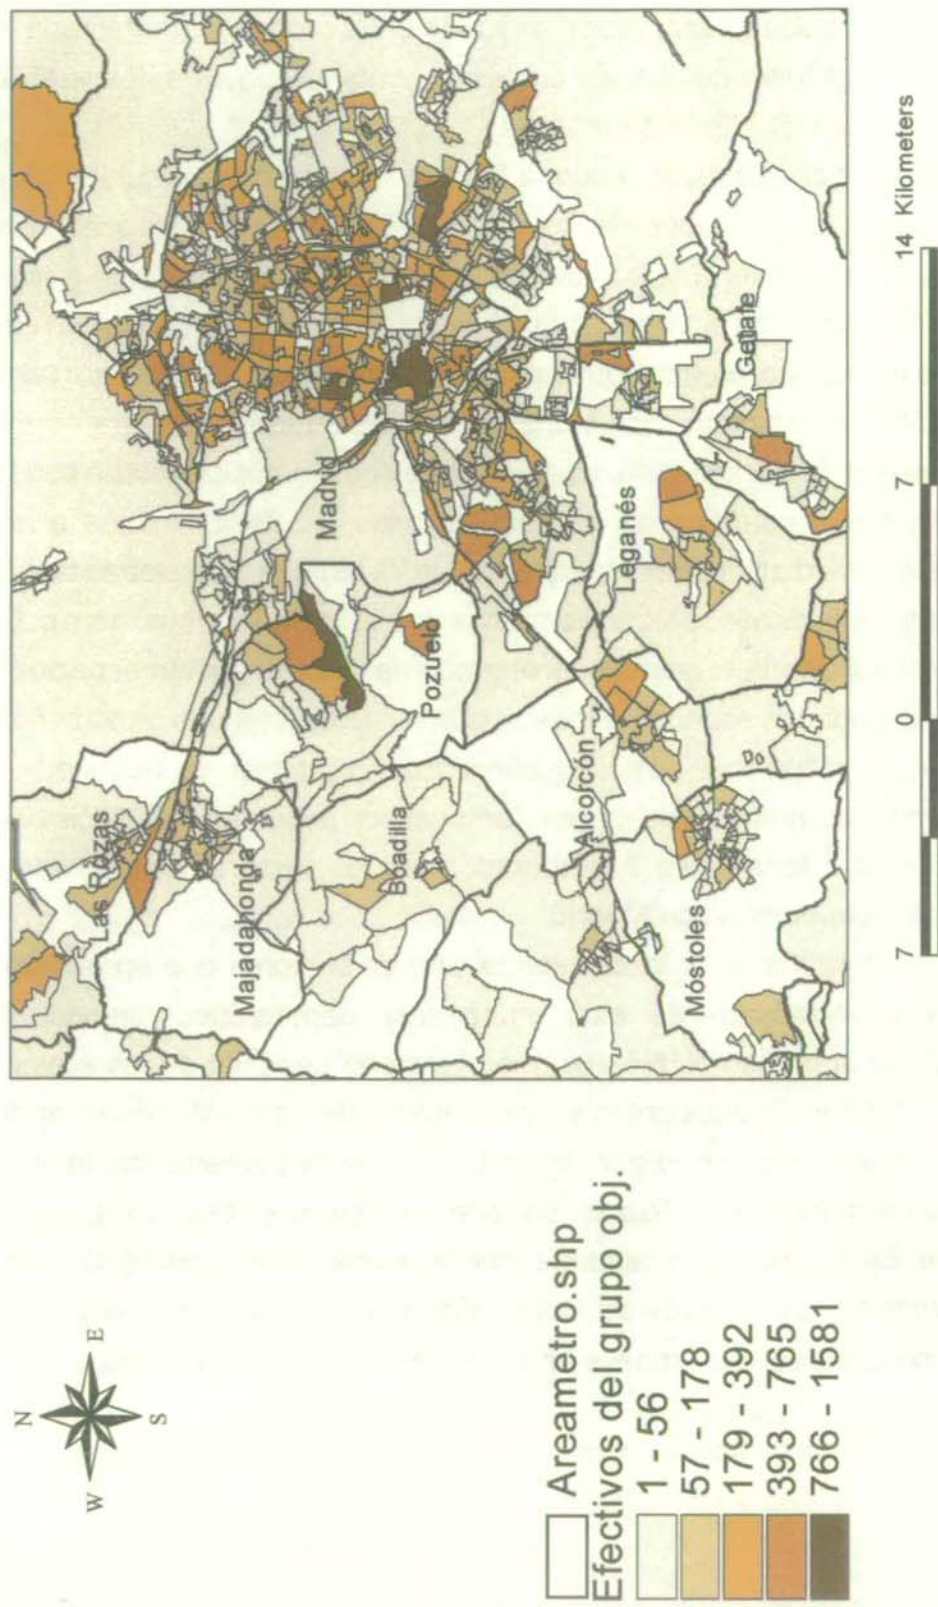 N
W
E
S
Areametro.shp
Efectivos del grupo obj.
1 - 56
57 - 178
179 - 392
393 - 765
766 - 1581
Las Rozas
Majadahonda
Madrid
Pozuelo
Boadilla
Alcorcón
Leganés
Getafe
Móstoles
7
0
7
14 Kilometers